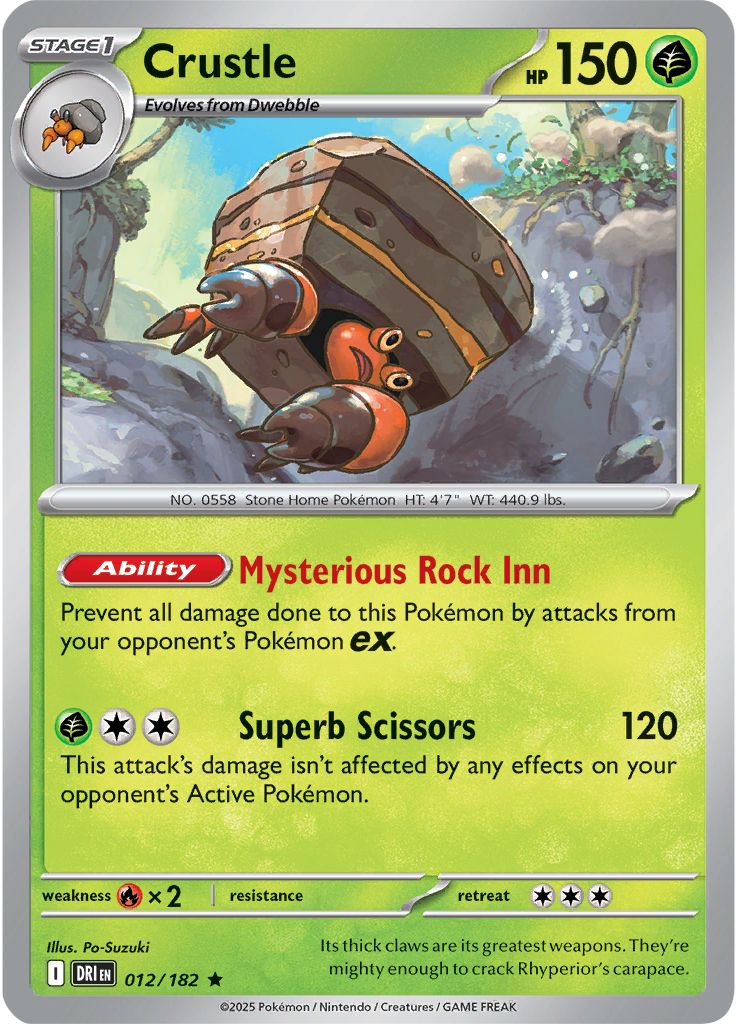 STAGE1
Crustle
HP 150
Evolves from Dwebble
NO. 0558 Stone Home Pokémon HT: 4'7" WT: 440.9 lbs.
Ability Mysterious Rock Inn
Prevent all damage done to this Pokémon by attacks from
your opponent's Pokémon ex.
Superb Scissors 120
This attack's damage isn't affected by any effects on your
opponent's Active Pokémon.
weakness ×2 resistance retreat
Illus. Po-Suzuki
I DRI EN 012/182 ★
Its thick claws are its greatest weapons. They're
mighty enough to crack Rhyperior's carapace.
©2025 Pokémon / Nintendo / Creatures / GAME FREAK